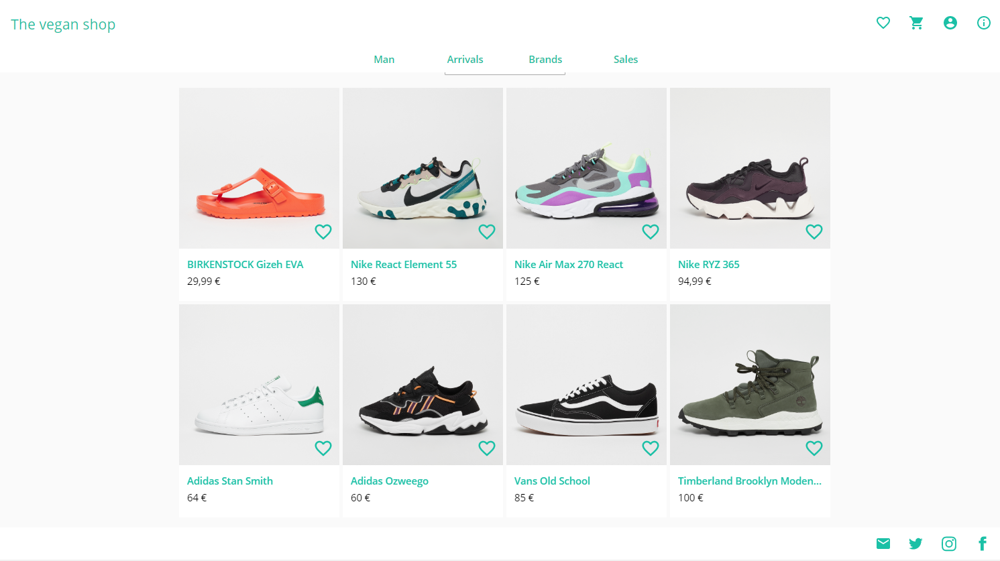 The vegan shop
Man Arrivals Brands Sales
BIRKENSTOCK Gizeh EVA
29,99 €
Nike React Element 55
130 €
Nike Air Max 270 React
125 €
Nike RYZ 365
94,99 €
Adidas Stan Smith
64 €
Adidas Ozweego
60 €
Vans Old School
85 €
Timberland Brooklyn Moden...
100 €